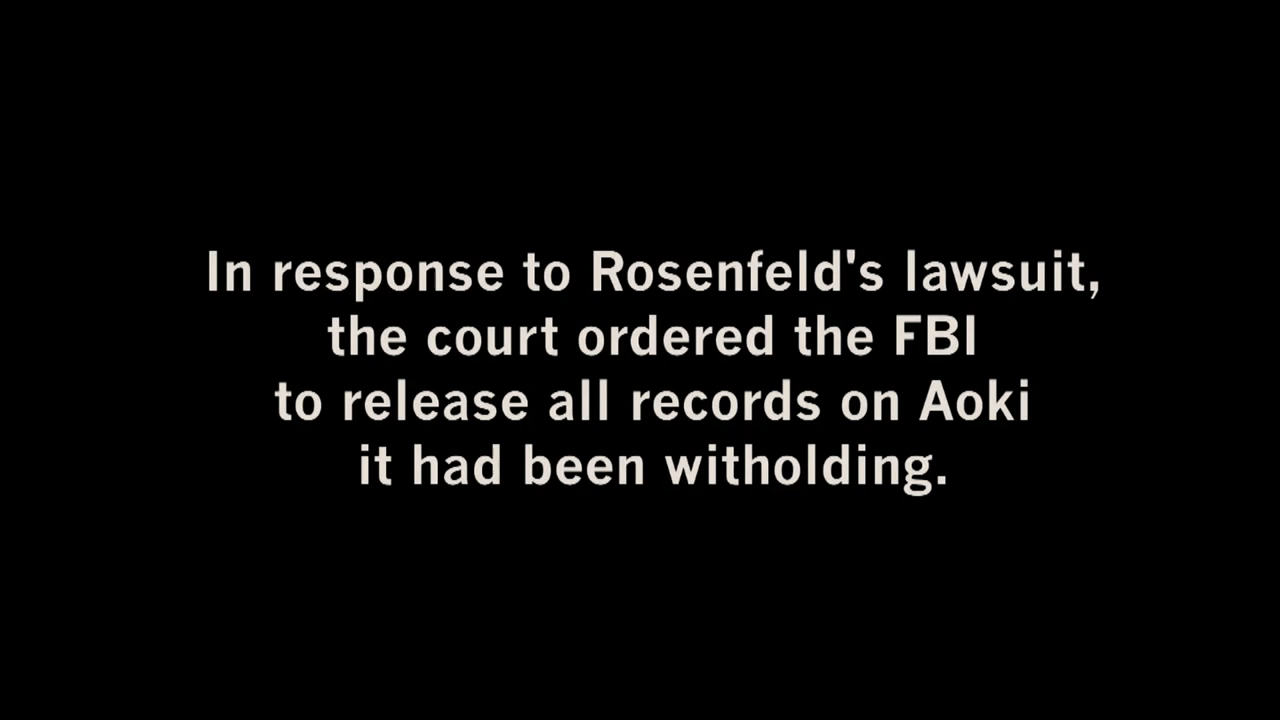 In response to Rosenfeld's lawsuit,
the court ordered the FBI
to release all records on Aoki
it had been witholding.